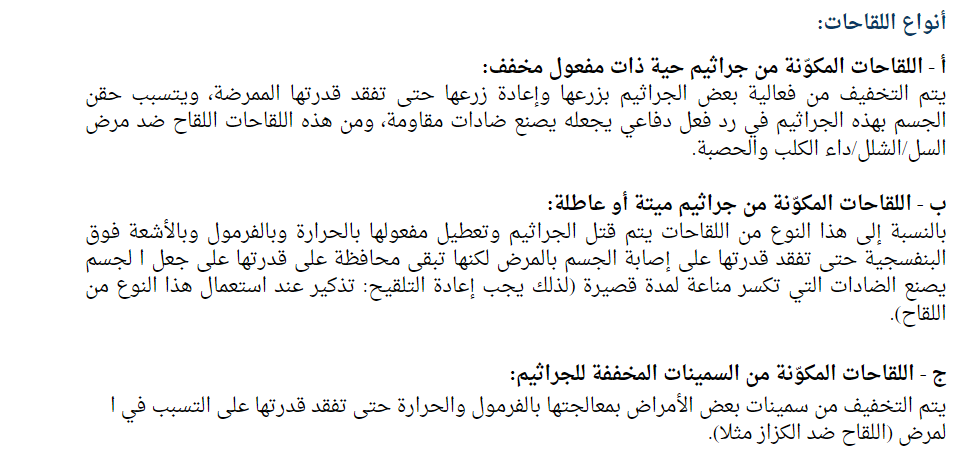 أنواع اللقاحات:
أ - اللقاحات المكوّنة من جراثيم حية ذات مفعول مخفف:
يتم التخفيف من فعالية بعض الجراثيم بزرعها وإعادة زرعها حتى تفقد قدرتها الممرضة، ويتسبب حقن
الجسم بهذه الجراثيم في رد فعل دفاعي يجعله يصنع ضادات مقاومة، ومن هذه اللقاحات اللقاح ضد مرض
السل/الشلل/داء الكلب والحصبة.
ب - اللقاحات المكوّنة من جراثيم ميتة أو عاطلة:
بالنسبة إلى هذا النوع من اللقاحات يتم قتل الجراثيم وتعطيل مفعولها بالحرارة وبالفرمول وبالأشعة فوق
البنفسجية حتى تفقد قدرتها على إصابة الجسم بالمرض لكنها تبقى محافظة على قدرتها على جعل ا لجسم
يصنع الضادات التي تكسر مناعة لمدة قصيرة (لذلك يجب إعادة التلقيح: تذكير عند استعمال هذا النوع من
اللقاح).
ج - اللقاحات المكوّنة من السمينات المخففة للجراثيم:
يتم التخفيف من سمينات بعض الأمراض بمعالجتها بالفرمول والحرارة حتى تفقد قدرتها على التسبب في ا
لمرض (اللقاح ضد الكزاز مثلا).